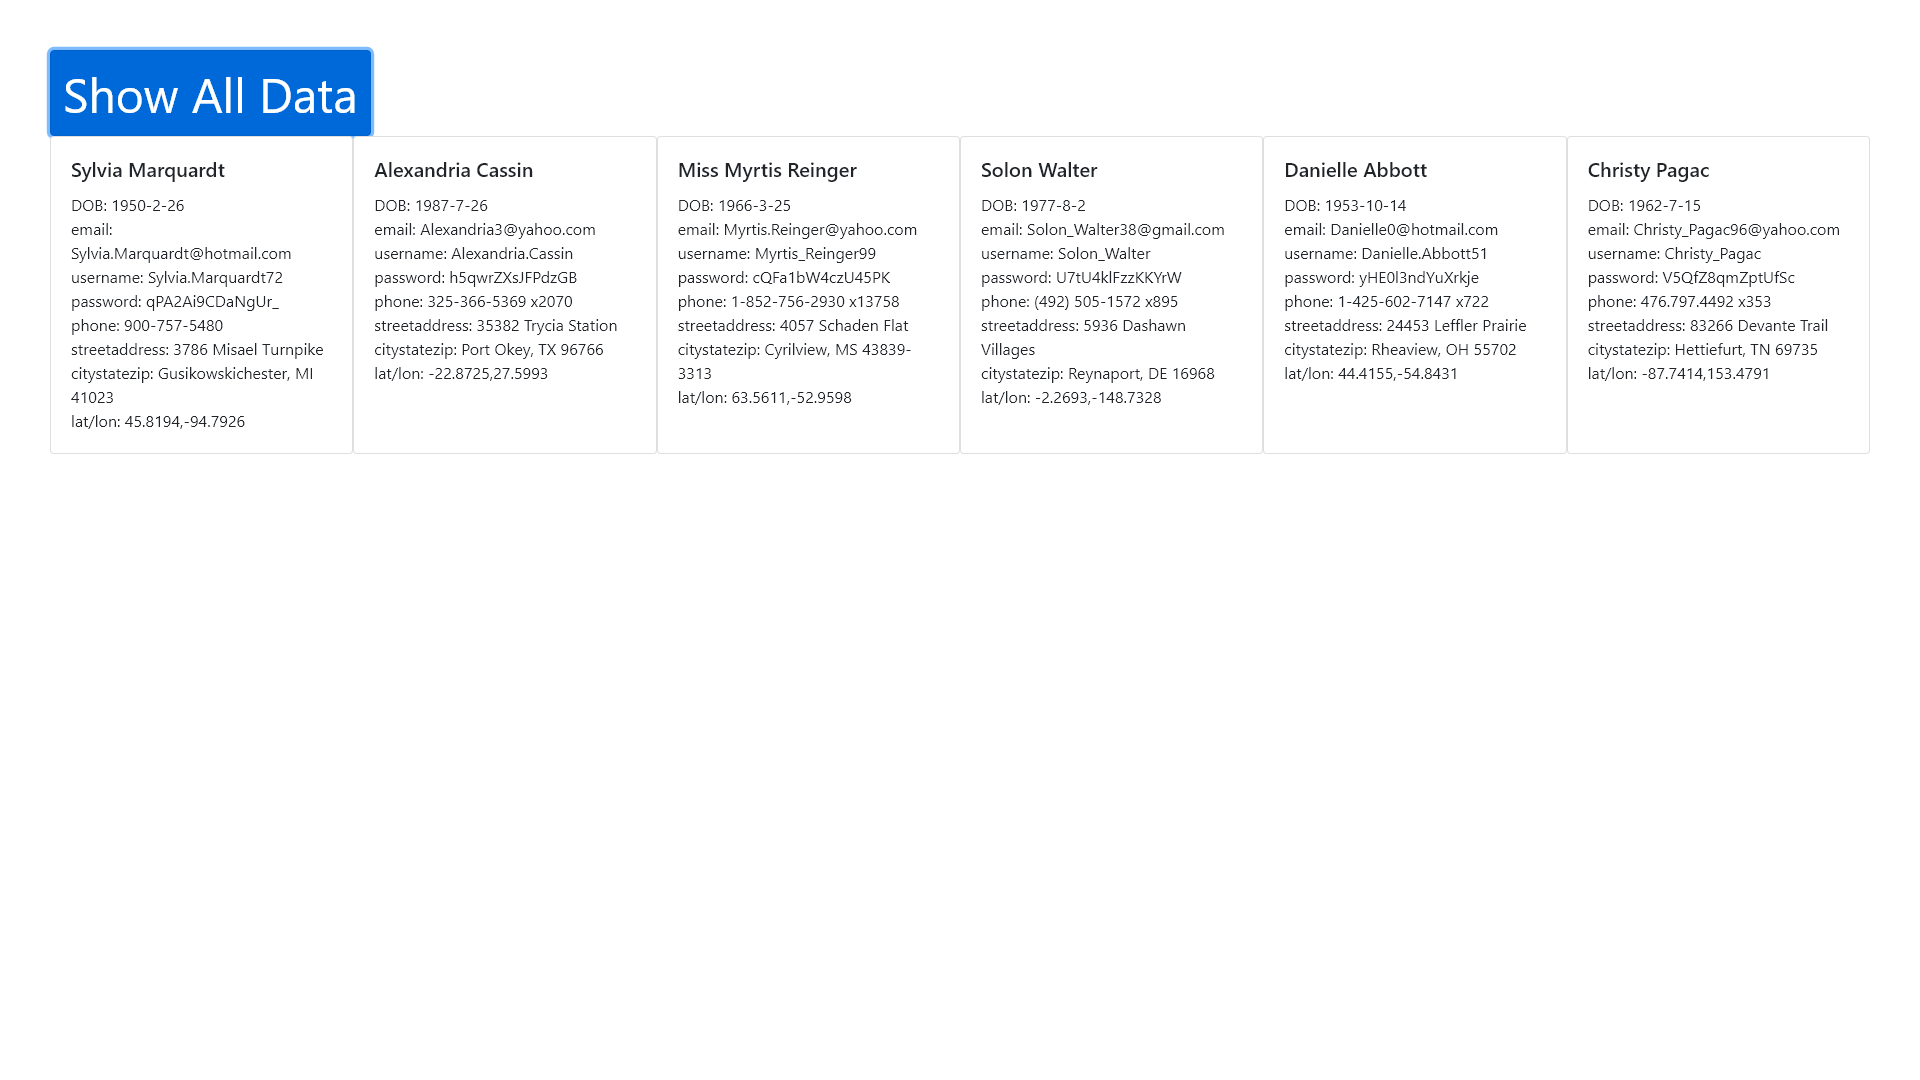 Show All Data
Sylvia Marquardt
DOB: 1950-2-26
email:
Sylvia.Marquardt@hotmail.com
username: Sylvia.Marquardt72
password: qPA2Ai9CDaNgUr_
phone: 900-757-5480
streetaddress: 3786 Misael Turnpike
citystatezip: Gusikowskichester, MI
41023
lat/lon: 45.8194,-94.7926
Alexandria Cassin
DOB: 1987-7-26
email: Alexandria3@yahoo.com
username: Alexandria.Cassin
password: h5qwrZXsJFPdzGB
phone: 325-366-5369 x2070
streetaddress: 35382 Trycia Station
citystatezip: Port Okey, TX 96766
lat/lon: -22.8725,27.5993
Miss Myrtis Reinger
DOB: 1966-3-25
email: Myrtis.Reinger@yahoo.com
username: Myrtis_Reinger99
password: cQFa1bW4czU45PK
phone: 1-852-756-2930 x13758
streetaddress: 4057 Schaden Flat
citystatezip: Cyrilview, MS 43839-
3313
lat/lon: 63.5611,-52.9598
Solon Walter
DOB: 1977-8-2
email: Solon_Walter38@gmail.com
username: Solon_Walter
password: U7tU4klFzzKKYrW
phone: (492) 505-1572 x895
streetaddress: 5936 Dashawn
Villages
citystatezip: Reynaport, DE 16968
lat/lon: -2.2693,-148.7328
Danielle Abbott
DOB: 1953-10-14
email: Danielle0@hotmail.com
username: Danielle.Abbott51
password: yHE0l3ndYuXrkje
phone: 1-425-602-7147 x722
streetaddress: 24453 Leffler Prairie
citystatezip: Rheaview, OH 55702
lat/lon: 44.4155,-54.8431
Christy Pagac
DOB: 1962-7-15
email: Christy_Pagac96@yahoo.com
username: Christy_Pagac
password: V5QfZ8qmZptUfSc
phone: 476.797.4492 x353
streetaddress: 83266 Devante Trail
citystatezip: Hettiefurt, TN 69735
lat/lon: -87.7414,153.4791